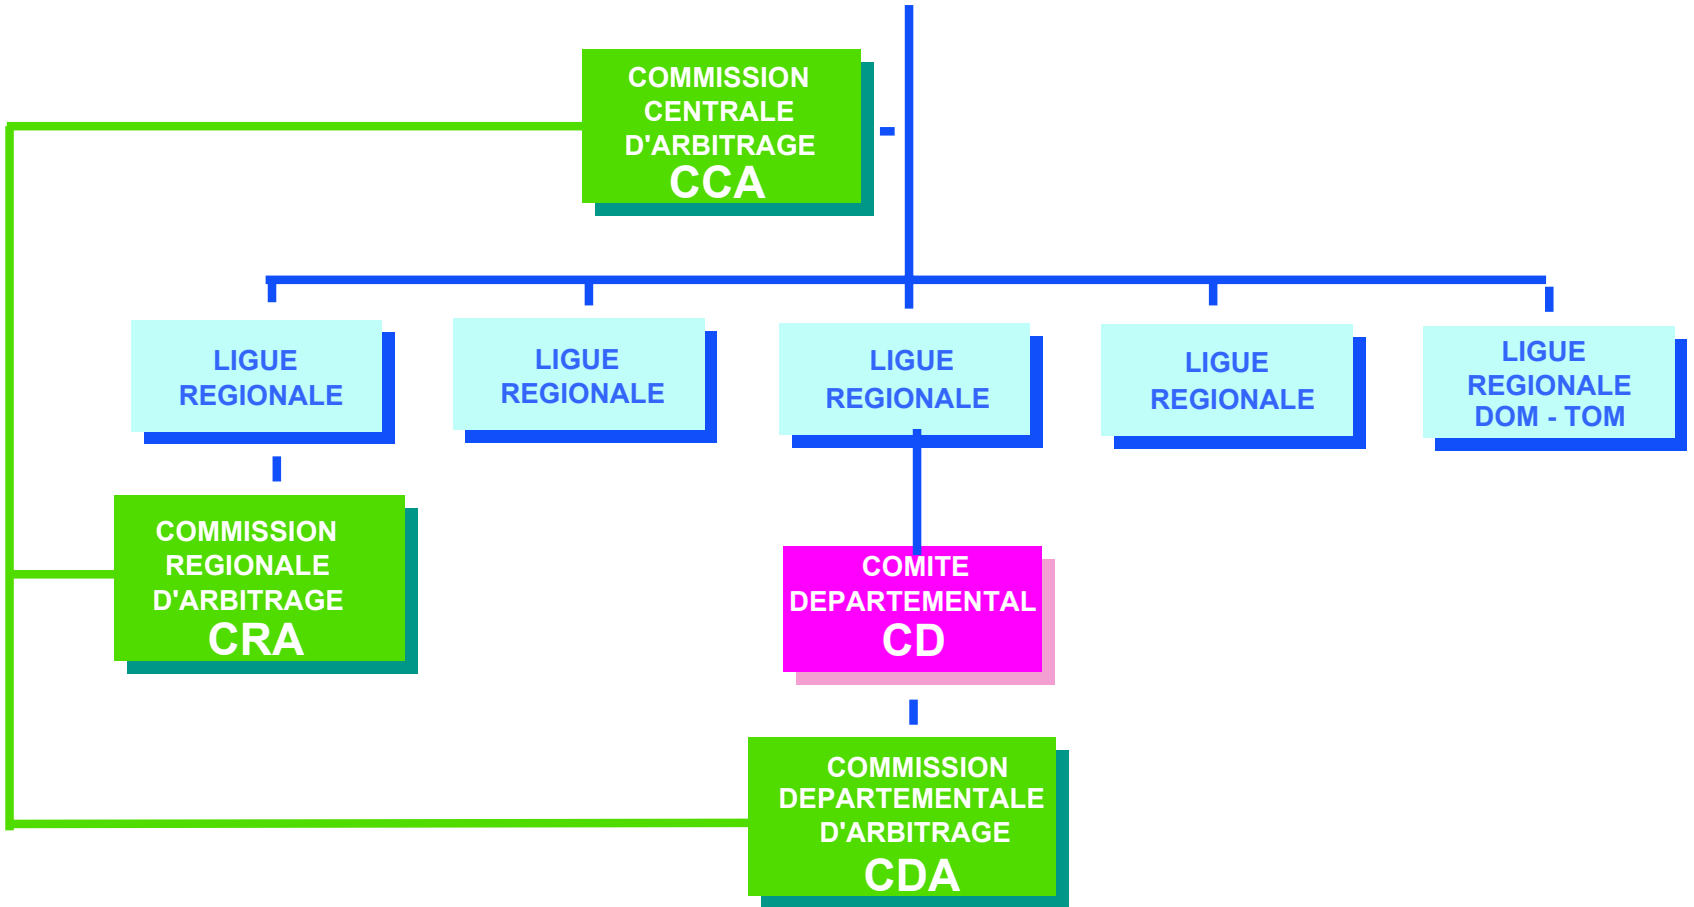 COMMISSION
CENTRALE
D'ARBITRAGE
CCA
LIGUE
REGIONALE
LIGUE
REGIONALE
LIGUE
REGIONALE
LIGUE
REGIONALE
LIGUE
REGIONALE
DOM - TOM
COMMISSION
REGIONALE
D'ARBITRAGE
CRA
COMITE
DEPARTEMENTAL
CD
COMMISSION
DEPARTEMENTALE
D'ARBITRAGE
CDA